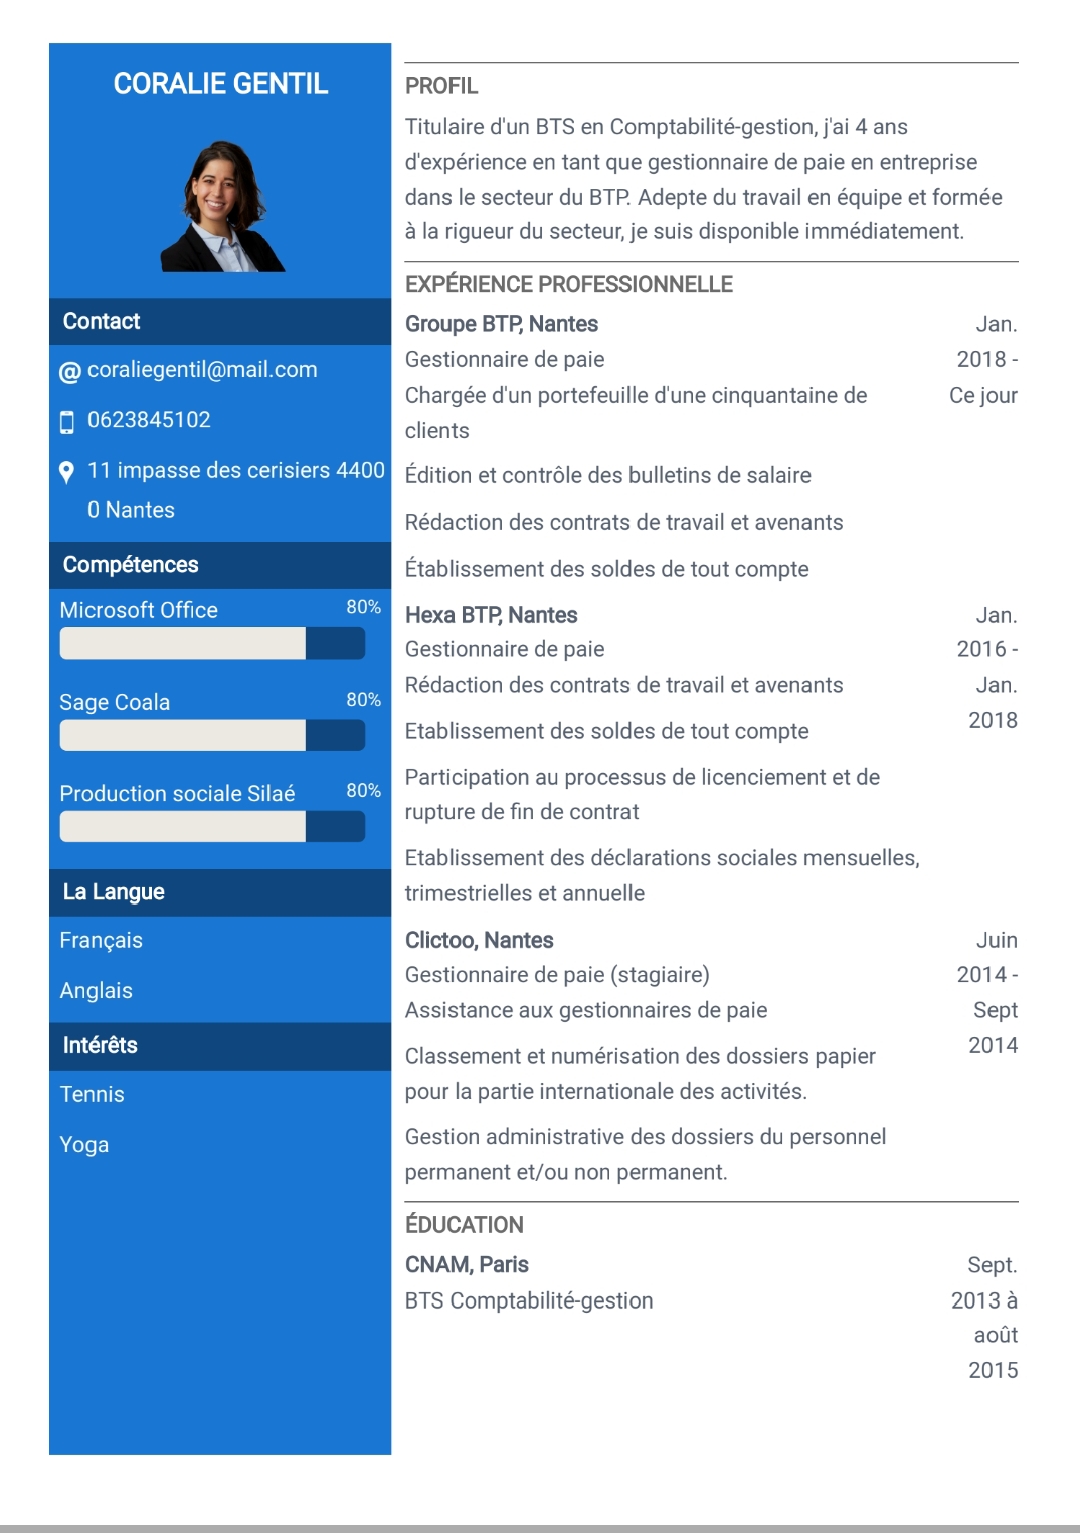 CORALIE GENTIL
Contact
coraliegentil@mail.com
0623845102
11 impasse des cerisiers 4400
0 Nantes
Compétences
Microsoft Office 80%
Sage Coala 80%
Production sociale Silaé 80%
La Langue
Français
Anglais
Intérêts
Tennis
Yoga
PROFIL
Titulaire d'un BTS en Comptabilité-gestion, j'ai 4 ans
d'expérience en tant que gestionnaire de paie en entreprise
dans le secteur du BTP. Adepte du travail en équipe et formée
à la rigueur du secteur, je suis disponible immédiatement.
EXPÉRIENCE PROFESSIONNELLE
Groupe BTP, Nantes Jan.
Gestionnaire de paie 2018 -
Chargée d'un portefeuille d'une cinquantaine de Ce jour
clients
Édition et contrôle des bulletins de salaire
Rédaction des contrats de travail et avenants
Établissement des soldes de tout compte
Hexa BTP, Nantes Jan.
Gestionnaire de paie 2016 -
Rédaction des contrats de travail et avenants Jan.
2018
Etablissement des soldes de tout compte
Participation au processus de licenciement et de
rupture de fin de contrat
Etablissement des déclarations sociales mensuelles,
trimestrielles et annuelle
Clictoo, Nantes Juin
Gestionnaire de paie (stagiaire) 2014 -
Assistance aux gestionnaires de paie Sept
2014
Classement et numérisation des dossiers papier
pour la partie internationale des activités.
Gestion administrative des dossiers du personnel
permanent et/ou non permanent.
ÉDUCATION
CNAM, Paris Sept.
BTS Comptabilité-gestion 2013 à
août
2015